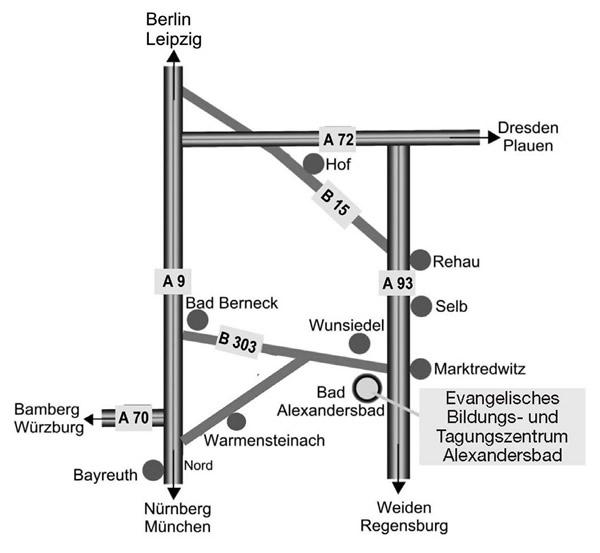 Berlin
Leipzig
A 72
Dresden
Plauen
Hof
B 15
Rehau
A 9
A 93
Bad Berneck
Selb
Wunsiedel
B 303
Marktredwitz
Bad
Alexandersbad
Evangelisches
Bildungs- und
Tagungszentrum
Alexandersbad
Bamberg
Würzburg
A 70
Warmensteinach
Nord
Bayreuth
Nürnberg
München
Weiden
Regensburg